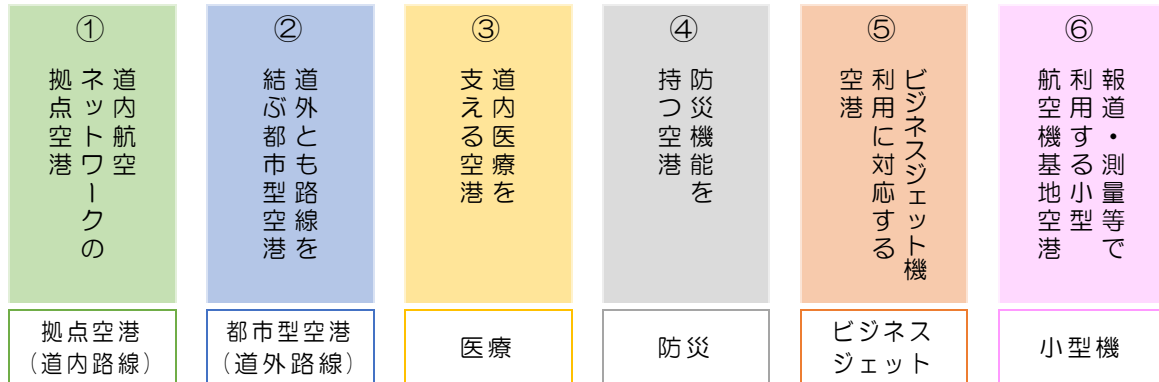 ①
道内航空
ネットワークの
拠点空港
拠点空港
（道内路線）
②
道外とも路線を
結ぶ都市型空港
都市型空港
（道外路線）
③
道内医療を
支える空港
医療
④
防災機能を
持つ空港
防災
⑤
ビジネスジェット機
利用に対応する
空港
ビジネス
ジェット
⑥
報道・測量等で
利用する小型
航空機基地空港
小型機